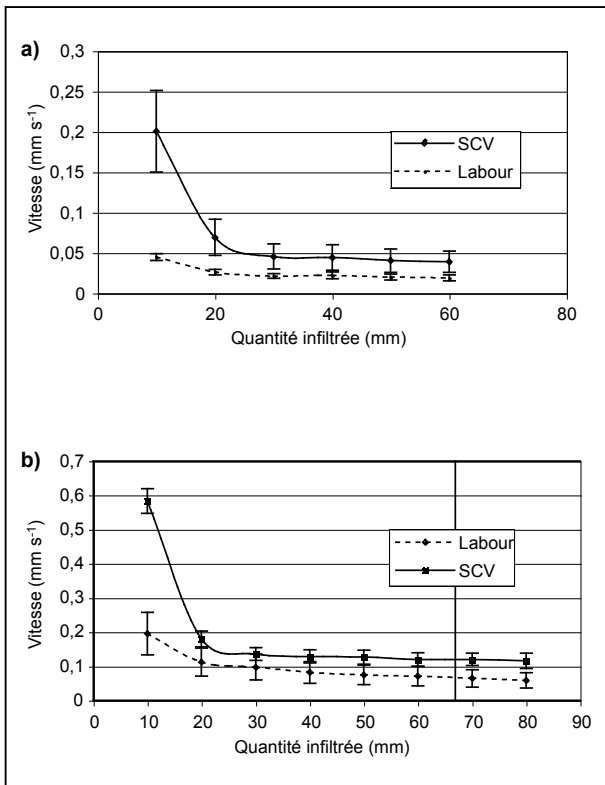 a)
0,3
0,25
0,2
0,15
0,1
0,05
0
Vitesse (mm s-1)
SCV
Labour
0 20 40 60 80
Quantité infiltrée (mm)
b)
0,7
0,6
0,5
0,4
0,3
0,2
0,1
0
Vitesse (mm s-1)
Labour
SCV
0 10 20 30 40 50 60 70 80 90
Quantité infiltrée (mm)